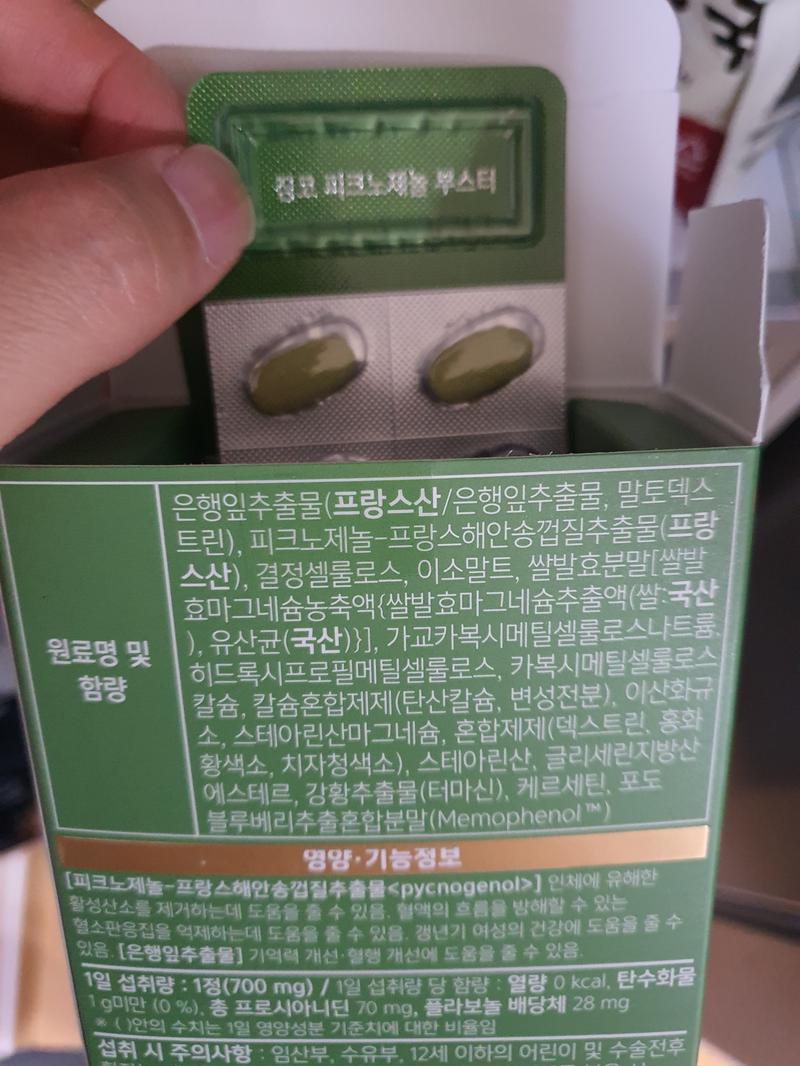 징코 피크노제놀 부스터
원료명 및
함량
은행잎추출물(프랑스산/은행잎추출물, 말토덱스
트린), 피크노제놀-프랑스해안송껍질추출물(프랑
스산), 결정셀룰로스, 이소말트, 쌀발효분말[쌀발
효마그네슘농축액{쌀발효마그네슘추출액(쌀:국산
), 유산균(국산)}], 가교카복시메틸셀룰로스나트륨,
히드록시프로필메틸셀룰로스, 카복시메틸셀룰로스
칼슘, 칼슘혼합제제(탄산칼슘, 변성전분), 이산화규
소, 스테아린산마그네슘, 혼합제제(덱스트린, 홍화
황색소, 치자청색소), 스테아린산, 글리세린지방산
에스테르, 강황추출물(터마신), 케르세틴, 포도
블루베리추출혼합분말(Memophenol™)
영양·기능정보
[피크노제놀-프랑스해안송껍질추출물<pycnogenol>] 인체에 유해한
활성산소를 제거하는데 도움을 줄 수 있음. 혈액의 흐름을 방해할 수 있는
혈소판응집을 억제하는데 도움을 줄 수 있음. 갱년기 여성의 건강에 도움을 줄 수
있음. [은행잎추출물] 기억력 개선·혈행 개선에 도움을 줄 수 있음.
1일 섭취량 : 1정(700 mg) / 1일 섭취량 당 함량 : 열량 0 kcal, 탄수화물
1 g미만 (0 %), 총 프로시아니딘 70 mg, 플라보놀 배당체 28 mg
※ ( )안의 수치는 1일 영양성분 기준치에 대한 비율임
섭취 시 주의사항 : 임산부, 수유부, 12세 이하의 어린이 및 수술전후